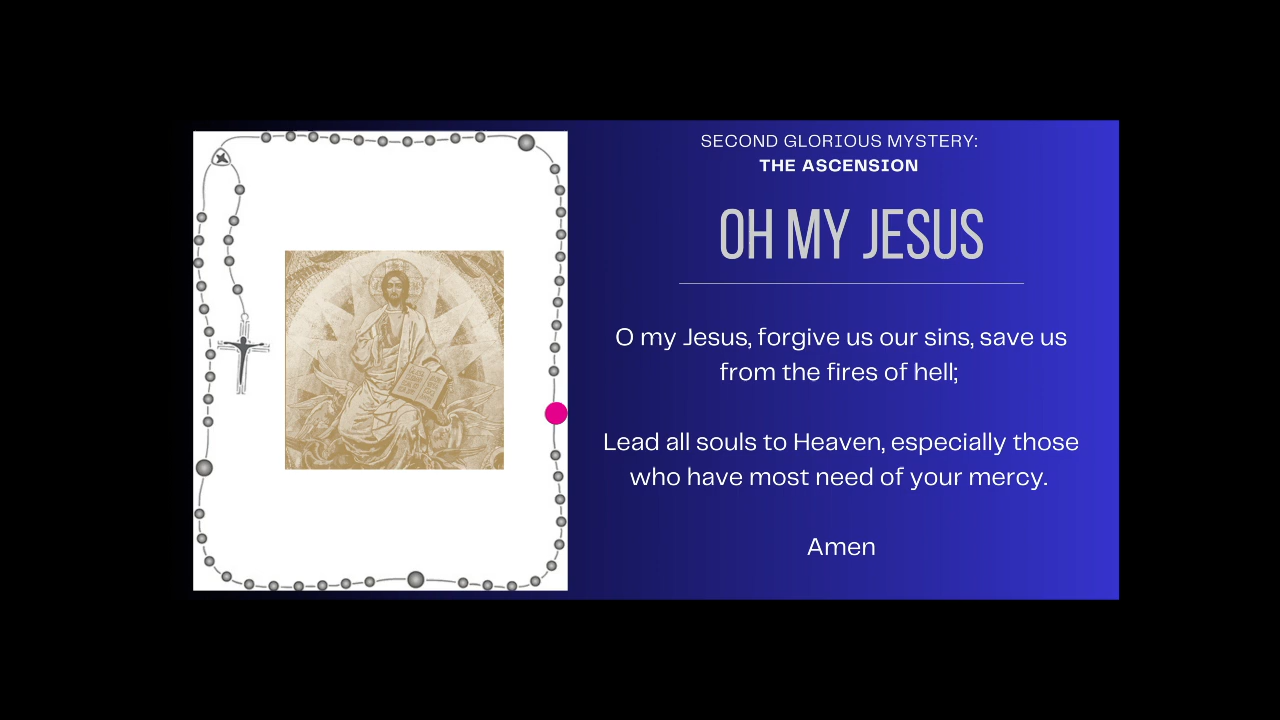 SECOND GLORIOUS MYSTERY:
THE ASCENSION
OH MY JESUS
O my Jesus, forgive us our sins, save us
from the fires of hell;
Lead all souls to Heaven, especially those
who have most need of your mercy.
Amen